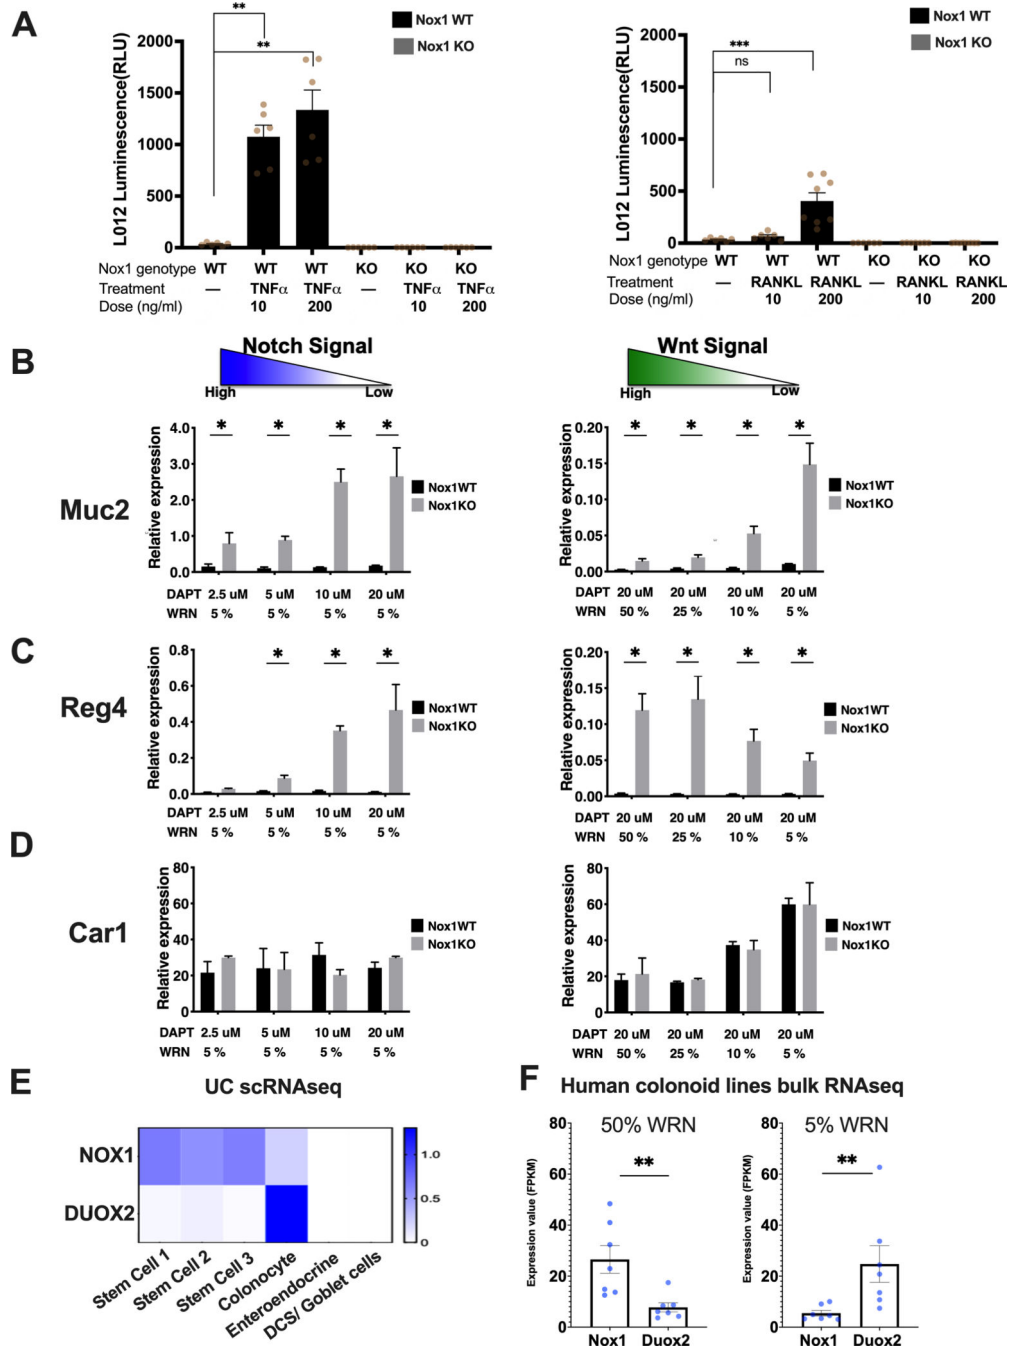 A
L012 Luminescence(RLU)
2000
1500
1000
500
0
**
**
Nox1 WT
Nox1 KO
Nox1 genotype WT WT WT KO KO KO
Treatment — TNFα TNFα — TNFα TNFα
Dose (ng/ml) 10 200 10 200
L012 Luminescence(RLU)
2000
1500
1000
500
0
***
ns
Nox1 WT
Nox1 KO
Nox1 genotype WT WT WT KO KO KO
Treatment — RANKL RANKL — RANKL RANKL
Dose (ng/ml) 10 200 10 200
B
Notch Signal
High Low
Wnt Signal
High Low
Muc2
Relative expression
4.0
3.0
2.0
1.0
0.0
* * * *
Nox1WT
Nox1KO
DAPT 2.5 uM 5 uM 10 uM 20 uM
WRN 5 % 5 % 5 % 5 %
Relative expression
0.20
0.15
0.10
0.05
0.00
* * * *
Nox1WT
Nox1KO
DAPT 20 uM 20 uM 20 uM 20 uM
WRN 50 % 25 % 10 % 5 %
C
Reg4
Relative expression
0.8
0.6
0.4
0.2
0.0
* * *
Nox1WT
Nox1KO
DAPT 2.5 uM 5 uM 10 uM 20 uM
WRN 5 % 5 % 5 % 5 %
Relative expression
0.20
0.15
0.10
0.05
0.00
* * * *
Nox1WT
Nox1KO
DAPT 20 uM 20 uM 20 uM 20 uM
WRN 50 % 25 % 10 % 5 %
D
Car1
Relative expression
80
60
40
20
0
Nox1WT
Nox1KO
DAPT 2.5 uM 5 uM 10 uM 20 uM
WRN 5 % 5 % 5 % 5 %
Relative expression
80
60
40
20
0
Nox1WT
Nox1KO
DAPT 20 uM 20 uM 20 uM 20 uM
WRN 50 % 25 % 10 % 5 %
E
UC scRNAseq
NOX1
DUOX2
1.0
0.5
0
Stem Cell 1
Stem Cell 2
Stem Cell 3
Colonocyte
Enteroendocrine
DCS/ Goblet cells
F
Human colonoid lines bulk RNAseq
50% WRN
Expression value (FPKM)
80
60
40
20
0
**
Nox1 Duox2
5% WRN
Expression value (FPKM)
80
60
40
20
0
**
Nox1 Duox2